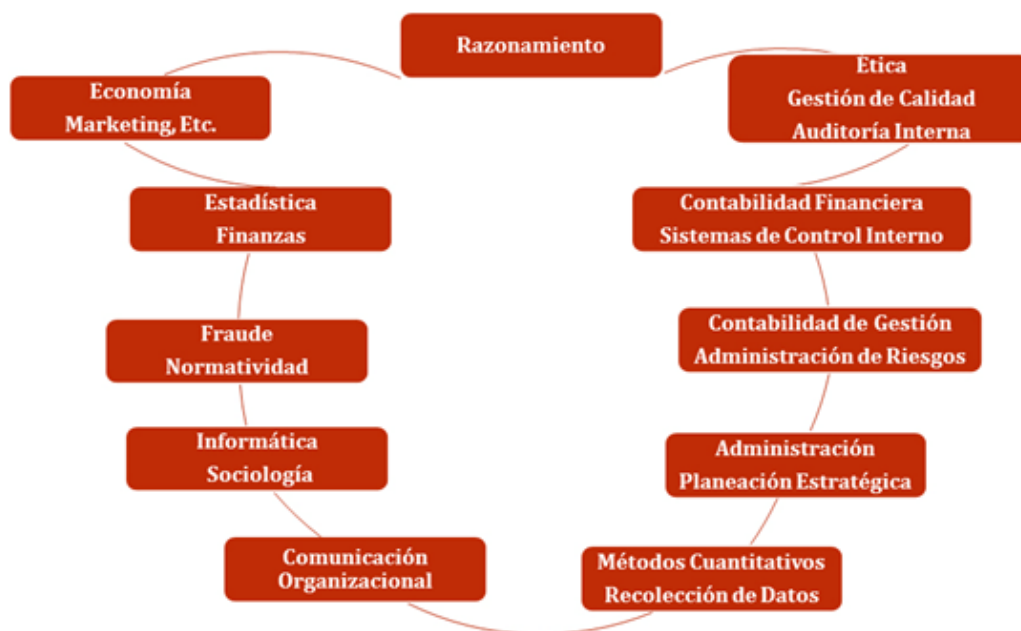 Razonamiento
Ética
Gestión de Calidad
Auditoría Interna
Contabilidad Financiera
Sistemas de Control Interno
Contabilidad de Gestión
Administración de Riesgos
Administración
Planeación Estratégica
Métodos Cuantitativos
Recolección de Datos
Comunicación
Organizacional
Informática
Sociología
Fraude
Normatividad
Estadística
Finanzas
Economía
Marketing, Etc.